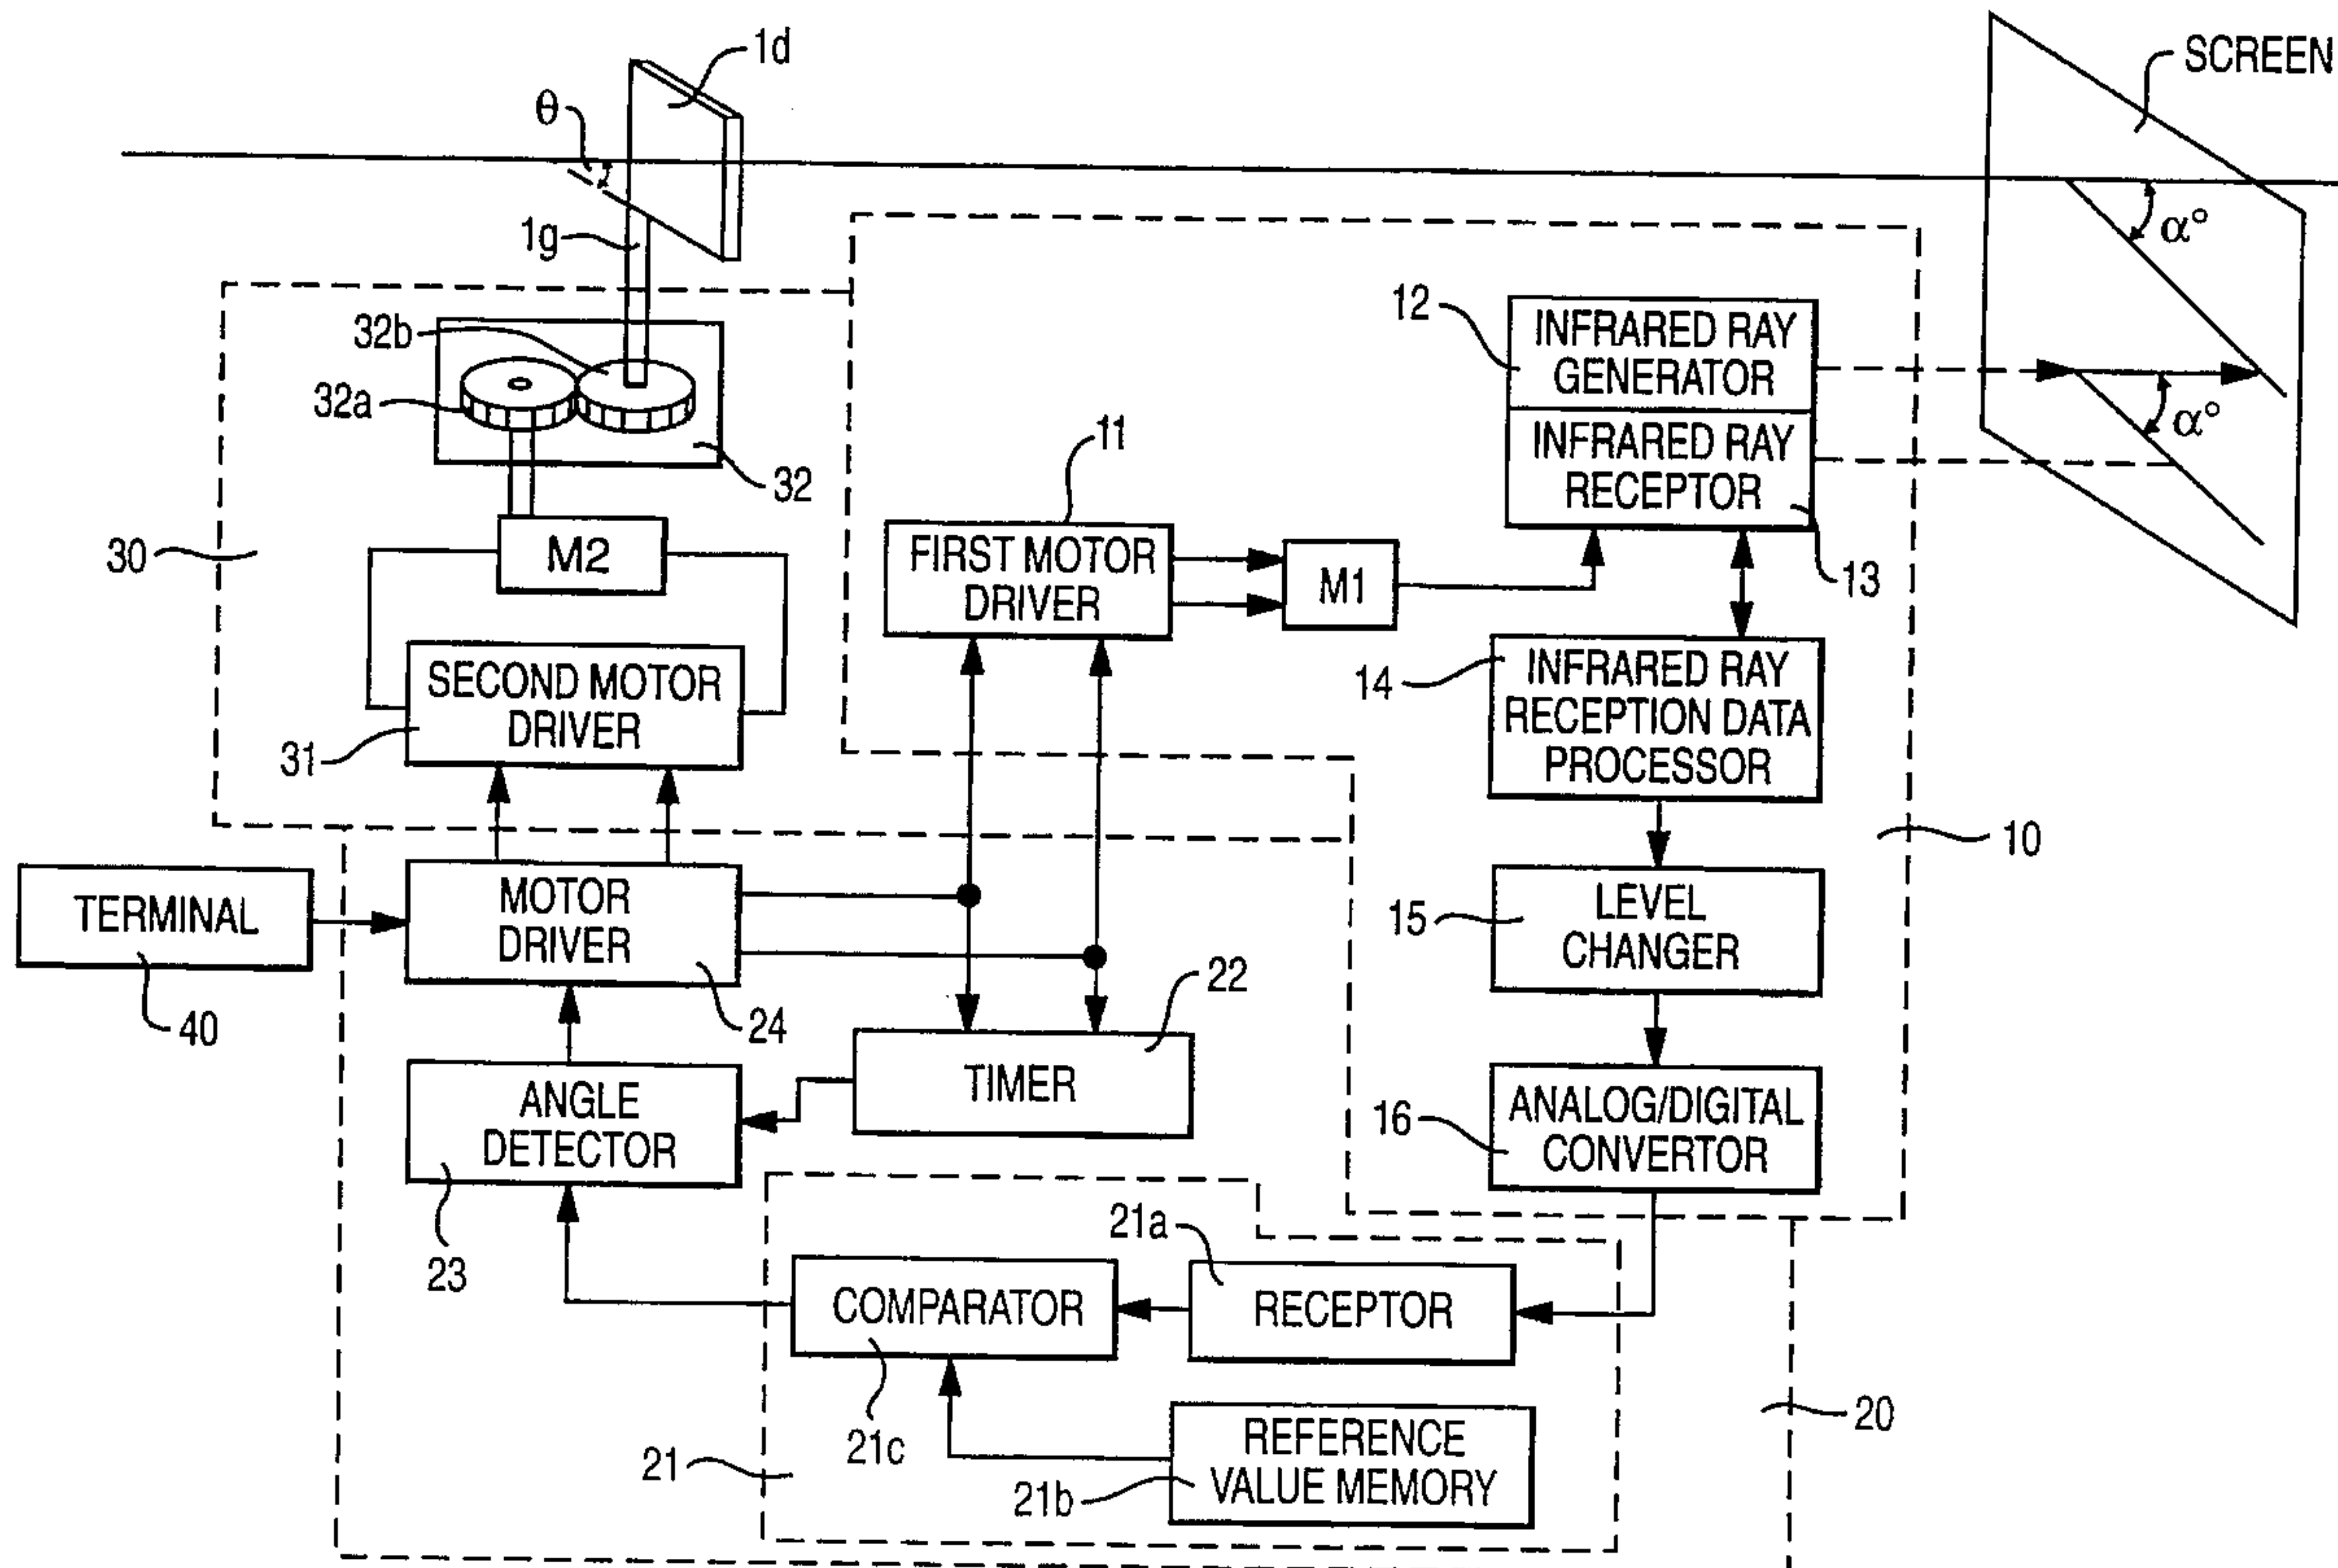 1d
SCREEN
θ
α°
1g
12
INFRARED RAY
GENERATOR
32b
32a
α°
11
INFRARED RAY
RECEPTOR
32
30
M2
FIRST MOTOR
DRIVER
M1
13
SECOND MOTOR
DRIVER
14
INFRARED RAY
RECEPTION DATA
PROCESSOR
31
10
TERMINAL
MOTOR
DRIVER
15
LEVEL
CHANGER
40
24
22
ANGLE
DETECTOR
TIMER
16
ANALOG/DIGITAL
CONVERTOR
23
21a
COMPARATOR
RECEPTOR
21c
20
21
21b
REFERENCE
VALUE MEMORY